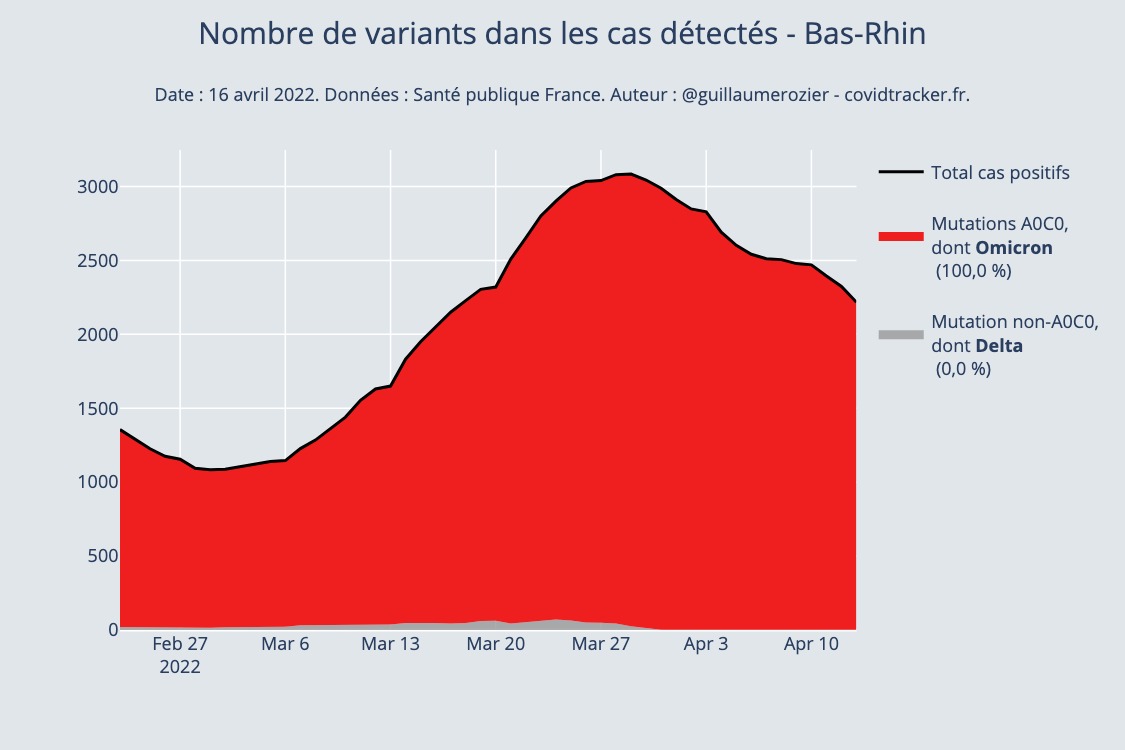 Nombre de variants dans les cas détectés - Bas-Rhin
Date : 16 avril 2022. Données : Santé publique France. Auteur : @guillaumerozier - covidtracker.fr.
3000
2500
2000
1500
1000
500
0
Feb 27
2022
Mar 6
Mar 13
Mar 20
Mar 27
Apr 3
Apr 10
Total cas positifs
Mutations A0C0,
dont Omicron
(100,0 %)
Mutation non-A0C0,
dont Delta
(0,0 %)